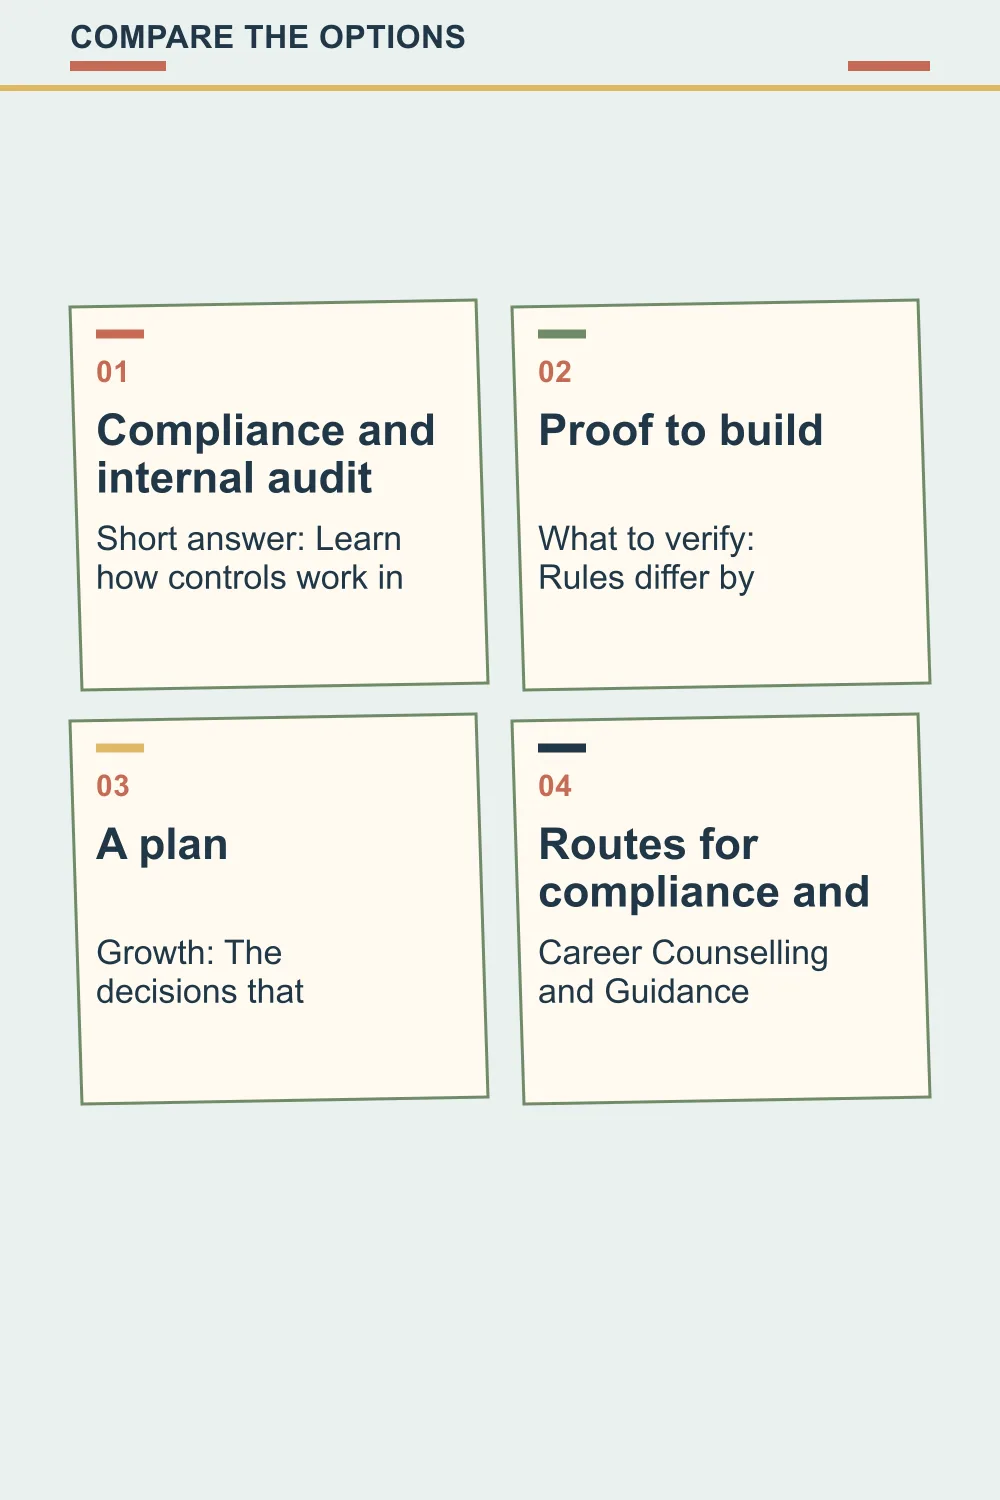 COMPARE THE OPTIONS
01
Compliance and
internal audit
Short answer: Learn
how controls work in
02
Proof to build
What to verify:
Rules differ by
03
A plan
Growth: The
decisions that
04
Routes for
compliance and
Career Counselling
and Guidance